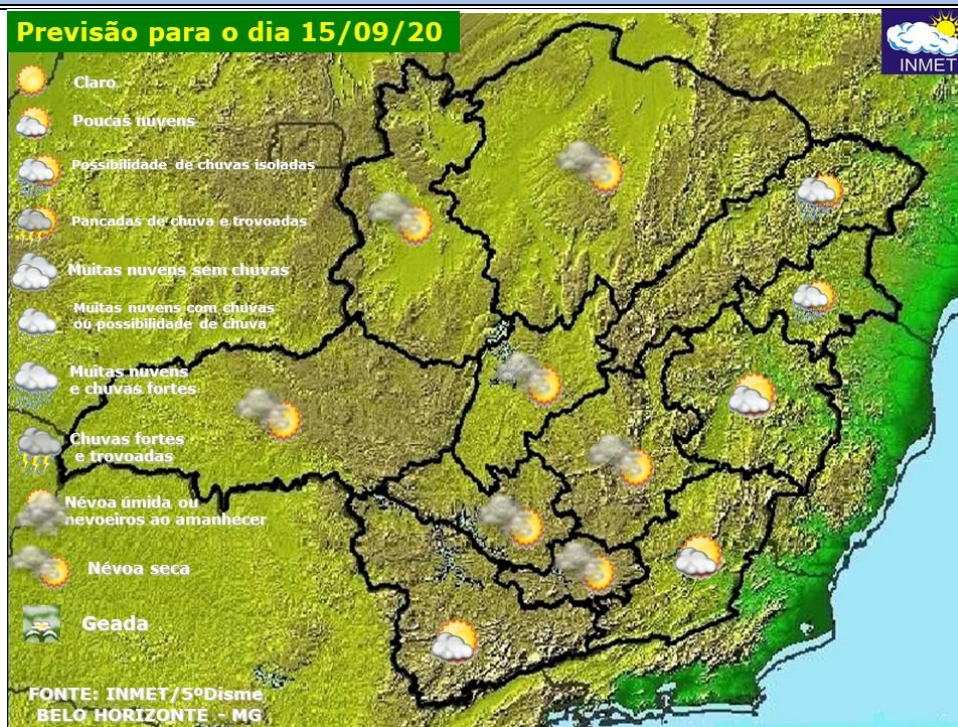 Previsão para o dia 15/09/20
INMET
Claro
Poucas nuvens
Possibilidade de chuvas isoladas
Pancadas de chuva e trovoadas
Muitas nuvens sem chuvas
Muitas nuvens com chuvas
ou possibilidade de chuva
Muitas nuvens
e chuvas fortes
Chuvas fortes
e trovoadas
Névoa úmida ou
nevoeiros ao amanhecer
Névoa seca
Geada
FONTE: INMET/5ºDisme
BELO HORIZONTE - MG